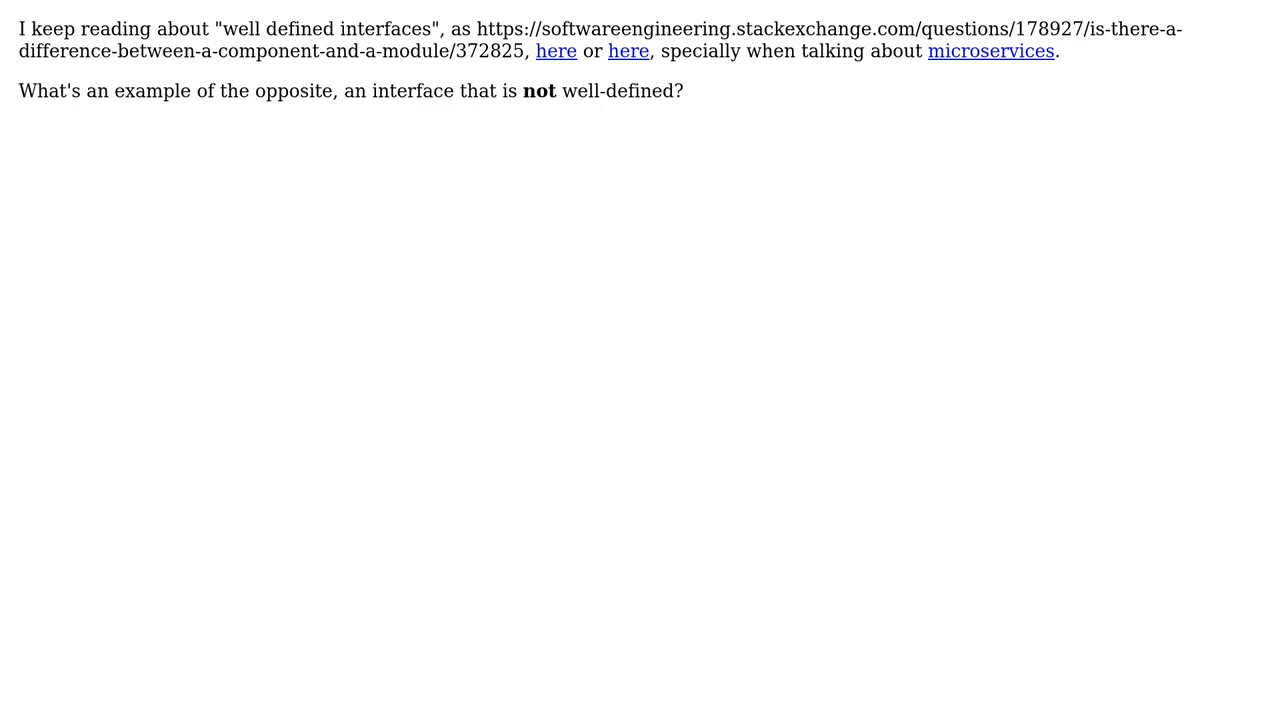 I keep reading about "well defined interfaces", as https://softwareengineering.stackexchange.com/questions/178927/is-there-a-
difference-between-a-component-and-a-module/372825, here or here, specially when talking about microservices.
What's an example of the opposite, an interface that is not well-defined?